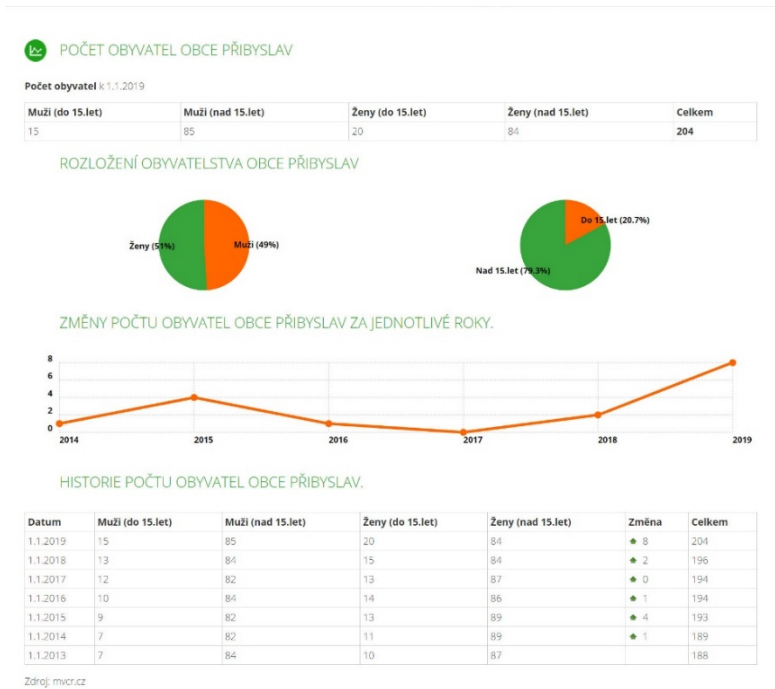 POČET OBYVATEL OBCE PŘIBYSLAV
Počet obyvatel k 1.1.2019
Muži (do 15.let) Muži (nad 15.let) Ženy (do 15.let) Ženy (nad 15.let) Celkem
15 85 20 84 204
ROZLOŽENÍ OBYVATELSTVA OBCE PŘIBYSLAV
Ženy (51%) Muži (49%)
Do 15.let (20.7%)
Nad 15.let (79.3%)
ZMĚNY POČTU OBYVATEL OBCE PŘIBYSLAV ZA JEDNOTLIVÉ ROKY.
8
6
4
2
0
2014 2015 2016 2017 2018 2019
HISTORIE POČTU OBYVATEL OBCE PŘIBYSLAV.
Datum Muži (do 15.let) Muži (nad 15.let) Ženy (do 15.let) Ženy (nad 15.let) Změna Celkem
1.1.2019 15 85 20 84 8 204
1.1.2018 13 84 15 84 2 196
1.1.2017 12 82 13 87 0 194
1.1.2016 10 84 14 86 1 194
1.1.2015 9 82 13 89 4 193
1.1.2014 7 82 11 89 1 189
1.1.2013 7 84 10 87 188
Zdroj: mvcr.cz